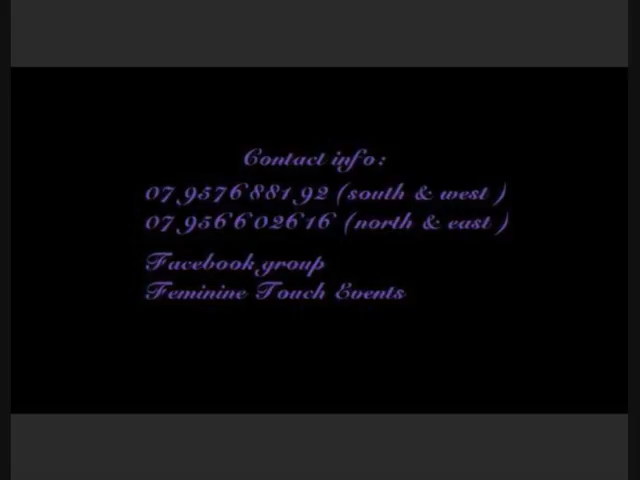 Contact info:
07957688192 (south & west )
07956602616 (north & east )
Facebook group
Feminine Touch Events